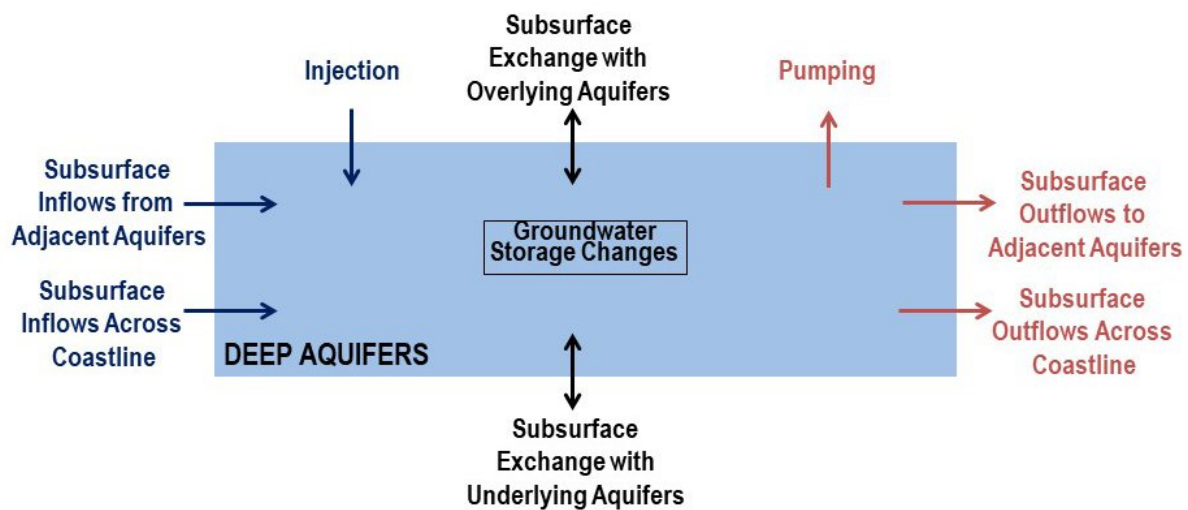 Subsurface
Exchange with
Overlying Aquifers
Injection
Pumping
Subsurface
Inflows from
Adjacent Aquifers
Subsurface
Outflows to
Adjacent Aquifers
Groundwater
Storage Changes
Subsurface
Inflows Across
Coastline
Subsurface
Outflows Across
Coastline
DEEP AQUIFERS
Subsurface
Exchange with
Underlying Aquifers